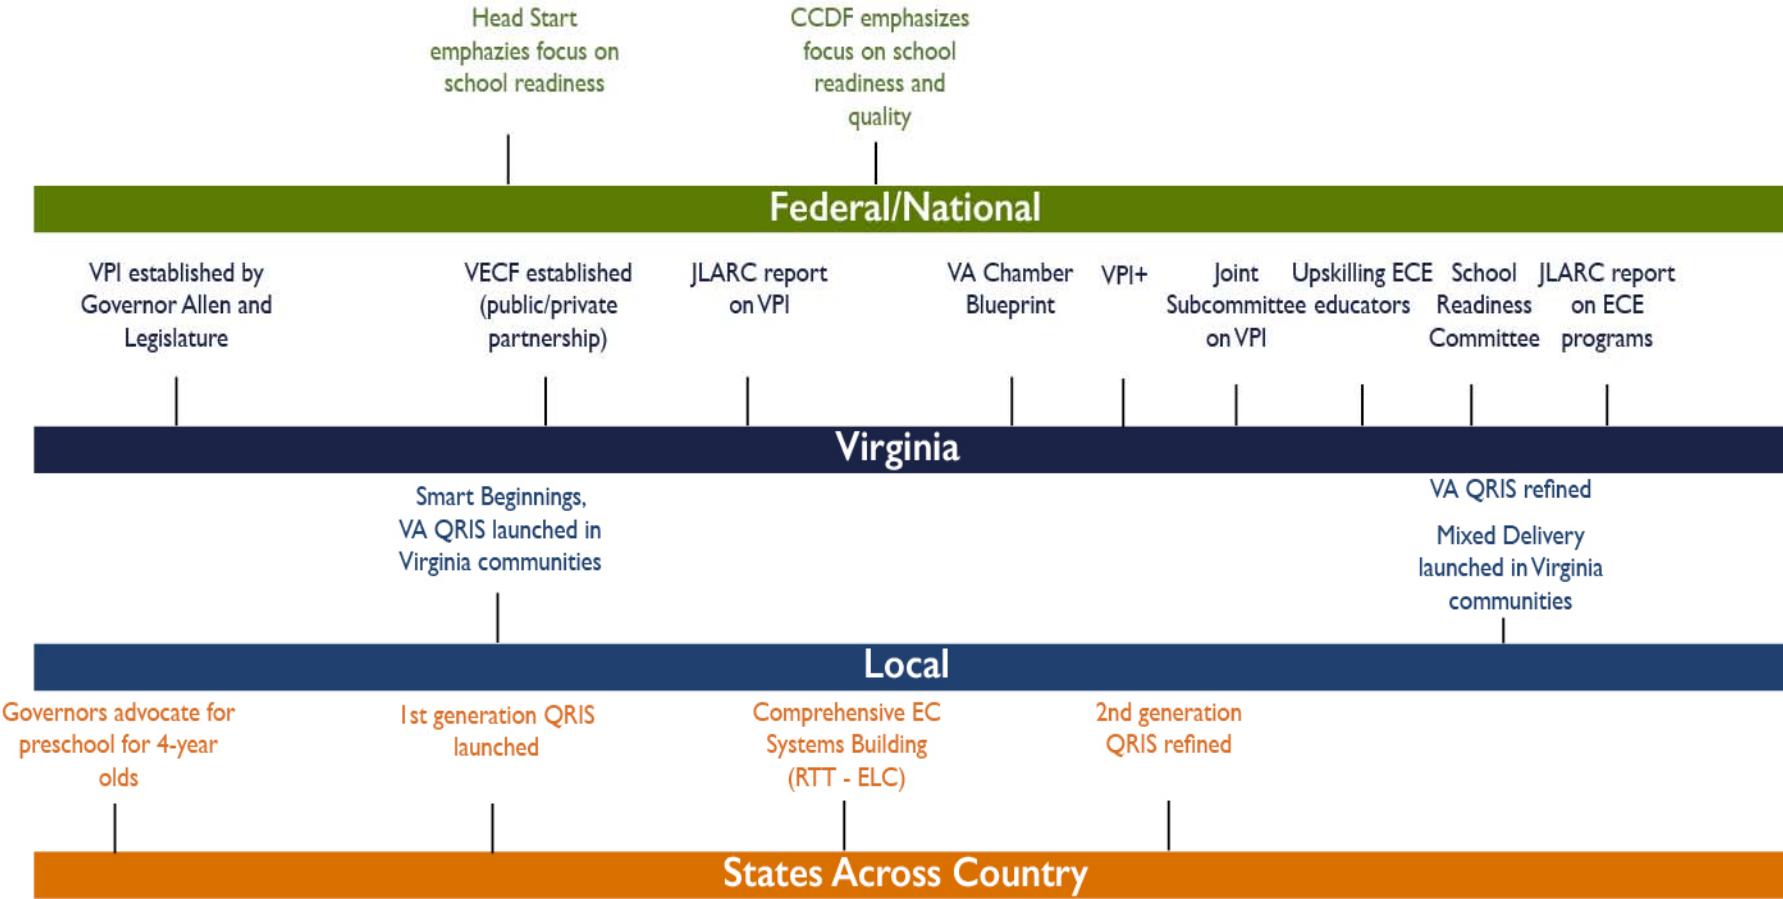 Head Start
emphazies focus on
school readiness
CCDF emphasizes
focus on school
readiness and
quality
Federal/National
VPI established by
Governor Allen and
Legislature
VECF established
(public/private
partnership)
JLARC report
on VPI
VA Chamber
Blueprint
VPI+
Joint
Subcommittee
on VPI
Upskilling ECE
educators
School
Readiness
Committee
JLARC report
on ECE
programs
Virginia
Smart Beginnings,
VA QRIS launched in
Virginia communities
VA QRIS refined
Mixed Delivery
launched in Virginia
communities
Local
Governors advocate for
preschool for 4-year
olds
1st generation QRIS
launched
Comprehensive EC
Systems Building
(RTT - ELC)
2nd generation
QRIS refined
States Across Country